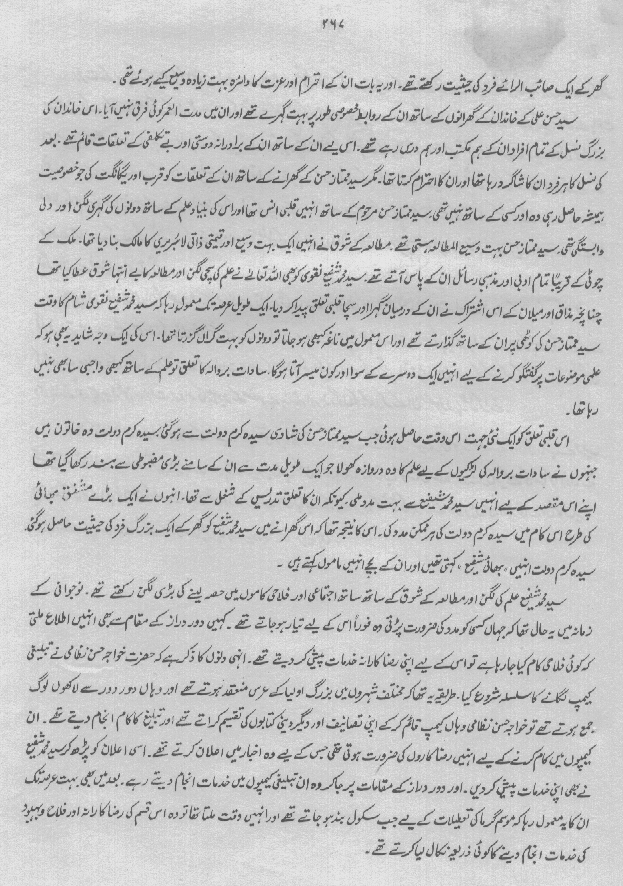 ۲۶۷
گھر کے ایک صاحب الرائے فرد کی حیثیت رکھتے تھے۔ اور یہ بات ان کے احترام اور عزت کا دائرہ بہت زیادہ وسیع کیے ہوئے تھی۔
سید حسن علی کے خاندان کے گھرانوں کے ساتھ ان کے روابط خصوصی طور پر بہت گہرے تھے اور ان میں مدت العمر کوئی فرق نہیں آیا۔ اس خاندان کی
بزرگ نسل کے تمام افراد ان کے ہم مکتب اور ہم درس رہے تھے۔ اس لیے ان کے ساتھ ان کے برادرانہ دوستی اور بے تکلفی کے تعلقات قائم تھے۔ بعد
کی نسل کا ہر فرد ان کا شاگرد رہا تھا اور ان کا احترام کرتا تھا۔ مگر سید ممتاز حسن کے گھرانے کے ساتھ ان کے تعلقات کو قرب اور یگانگت کی جو خصوصیت
ہمیشہ حاصل رہی وہ اور کسی کے ساتھ نہیں تھی۔ سید ممتاز حسن مرحوم کے ساتھ انہیں قلبی انس تھا اور اس کی بنیاد علم کے ساتھ دونوں کی گہری لگن اور دلی
وابستگی تھی۔ سید ممتاز حسن بہت وسیع المطالعہ ہستی تھے۔ مطالعہ کے شوق نے انہیں ایک بہت وسیع اور قیمتی ذاتی لائبریری کا مالک بنا دیا تھا۔ ملک کے
چوٹی کے قریباً تمام ادبی اور مذہبی رسائل ان کے پاس آتے تھے۔ سید محمد شفیع نقوی کو بھی اللہ تعالےٰ نے علم کی سچی لگن اور مطالعہ کا بے انتہا شوق عطا کیا تھا
چنانچہ مذاق اور میلان کے اس اشتراک نے ان کے درمیان گہرا اور سچا قلبی تعلق پیدا کر دیا۔ ایک طویل عرصہ تک معمول رہا کہ سید محمد شفیع نقوی شام کا وقت
سید ممتاز حسن کی کوٹھی پر ان کے ساتھ گذارتے تھے اور اس معمول میں ناغہ کبھی ہو جاتا تو دونوں کو بہت گراں گزرتا تھا۔ اس کی ایک وجہ شاید یہ بھی ہو کہ
علمی موضوعات پر گفتگو کرنے کے لیے انہیں ایک دوسرے کے سوا اور کون میسر آتا ہوگا۔ سادات بروالہ کا تعلق تو علم کے ساتھ کبھی واجبی سا بھی نہیں
رہا تھا۔
اس قلبی تعلق کو ایک نئی جہت اس وقت حاصل ہوئی جب سید ممتاز حسن کی شادی سیدہ کرم دولت سے ہو گئی۔ سیدہ کرم دولت وہ خاتون ہیں
جنہوں نے سادات بروالہ کی لڑکیوں کے لیے علم کا وہ دروازہ کھولا جو ایک طویل مدت سے ان کے سامنے بڑی مضبوطی سے بند رکھا گیا تھا
اپنے اس مقصد کے لیے انہیں سید محمد شفیع سے بہت مدد ملی کیونکہ ان کا تعلق تدریس کے شغل سے تھا۔ انہوں نے ایک بڑے مشفق بھائی
کی طرح اس کام میں سیدہ کرم دولت کی ہر ممکن مدد کی۔ اس کا نتیجہ تھا کہ اس گھرانے میں سید محمد شفیع کو گھر کے ایک بزرگ فرد کی حیثیت حاصل ہو گئی
سیدہ کرم دولت انہیں، بھائی شفیع، کہتی تھیں اور ان کے بچے انہیں ماموں کہتے ہیں۔
سید محمد شفیع علم کی لگن اور مطالعہ کے شوق کے ساتھ ساتھ اجتماعی اور فلاحی کاموں میں حصہ لینے کی بڑی لگن رکھتے تھے۔ نوجوانی کے
زمانہ میں یہ حال تھا کہ جہاں کسی کو مدد کی ضرورت پڑتی وہ فوراً اس کے لیے تیار ہو جاتے تھے۔ کہیں دور دراز کے مقام سے بھی انہیں اطلاع ملتی
کہ کوئی فلاحی کام کیا جا رہا ہے تو اس کے لیے اپنی رضا کارانہ خدمات پیش کر دیتے تھے۔ انہی دنوں کا ذکر ہے کہ حضرت خواجہ حسن نظامی نے تبلیغی
کیمپ لگانے کا سلسلہ شروع کیا۔ طریقہ یہ تھا کہ مختلف شہروں میں بزرگ اولیا کے عرس منعقد ہوتے تھے اور وہاں دور دور سے لاکھوں لوگ
جمع ہوتے تھے تو خواجہ حسن نظامی وہاں کیمپ قائم کر کے اپنی تصانیف اور دیگر دینی کتابوں کی تقسیم کراتے تھے اور تبلیغ کا کام انجام دیتے تھے۔ ان
کیمپوں میں کام کرنے کے لیے انہیں رضا کاروں کی ضرورت ہوتی تھی جس کے لیے وہ اخبار میں اعلان کرتے تھے۔ اسی اعلان کو پڑھ کر سید محمد شفیع
نے بھی اپنی خدمات پیش کر دیں۔ اور دور دراز کے مقامات پر جا کر وہ ان تبلیغی کیمپوں میں خدمات انجام دیتے رہے۔ بعد میں بھی بہت عرصہ تک
ان کا یہ معمول رہا کہ موسم گرما کی تعطیلات کے لیے جب سکول بند ہو جاتے تھے اور انہیں وقت ملتا تھا تو وہ اس قسم کی رضا کارانہ اور فلاح و بہبود
کی خدمات انجام دینے کا کوئی ذریعہ نکال لیا کرتے تھے۔